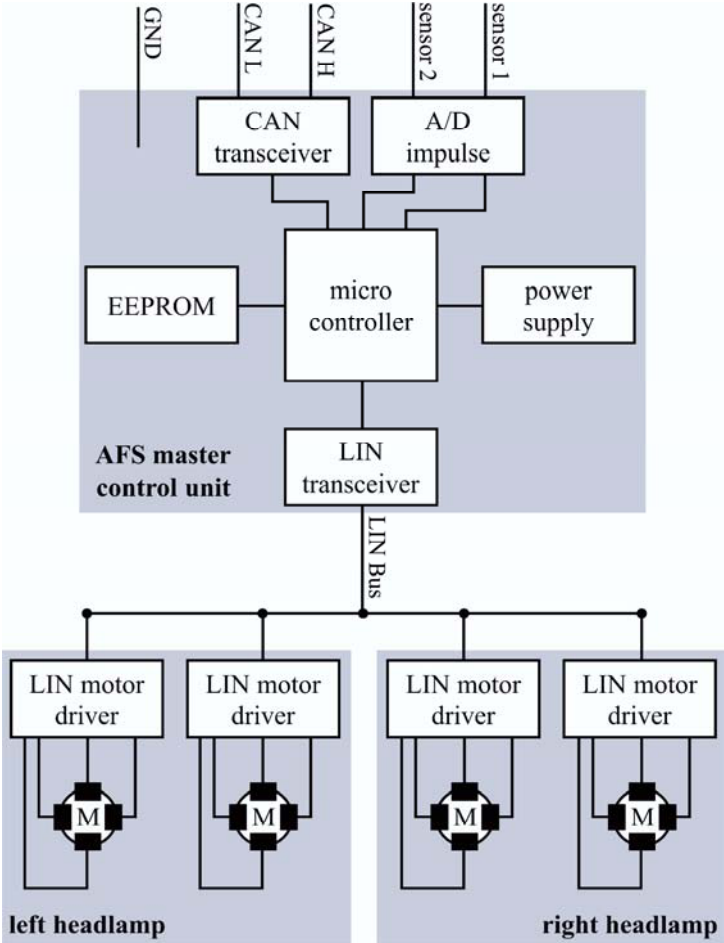 GND
CAN L
CAN H
sensor 2
sensor 1
CAN
transceiver
A/D
impulse
EEPROM
micro
controller
power
supply
AFS master
control unit
LIN
transceiver
LIN Bus
LIN motor
driver
LIN motor
driver
LIN motor
driver
LIN motor
driver
M
M
M
M
left headlamp
right headlamp